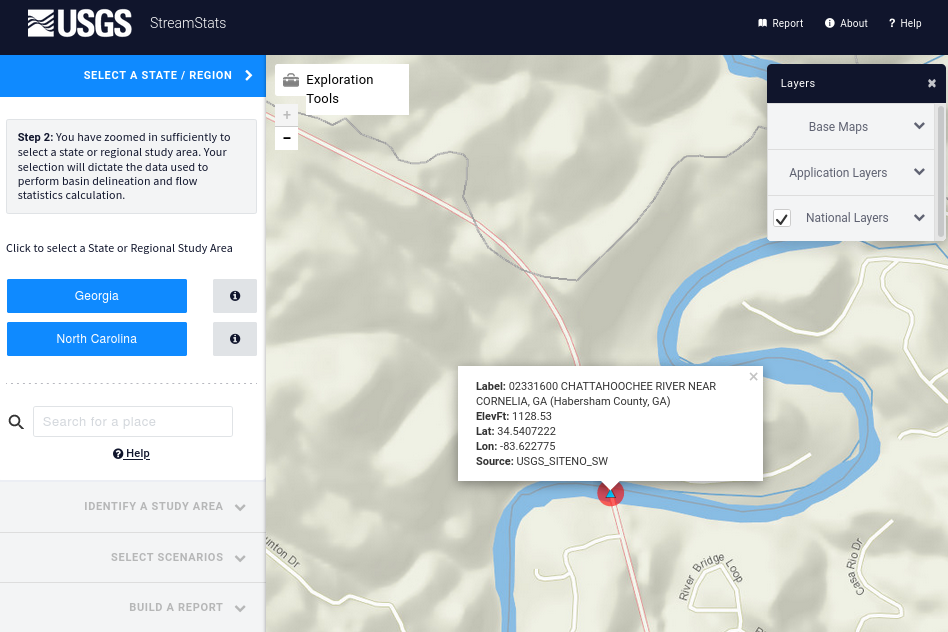 USGS StreamStats
Report About Help
SELECT A STATE / REGION
Step 2: You have zoomed in sufficiently to
select a state or regional study area. Your
selection will dictate the data used to
perform basin delineation and flow
statistics calculation.
Click to select a State or Regional Study Area
Georgia
North Carolina
Search for a place
Help
IDENTIFY A STUDY AREA
SELECT SCENARIOS
BUILD A REPORT
Exploration
Tools
+
−
Layers
Base Maps
Application Layers
National Layers
Label: 02331600 CHATTAHOOCHEE RIVER NEAR
CORNELIA, GA (Habersham County, GA)
ElevFt: 1128.53
Lat: 34.5407222
Lon: -83.622775
Source: USGS_SITENO_SW
River Bridge Loop
Casa Rio Dr